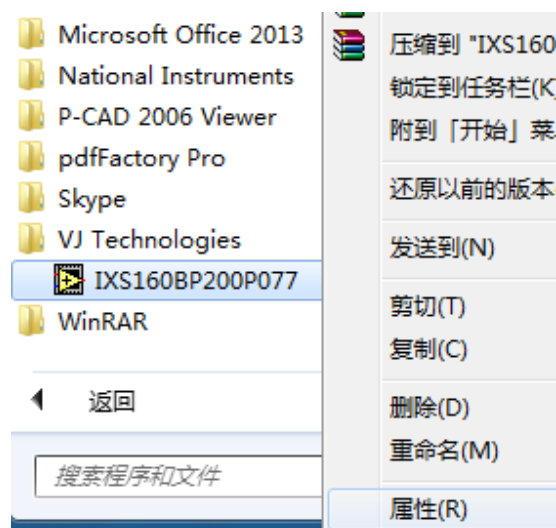 Microsoft Office 2013
National Instruments
P-CAD 2006 Viewer
pdfFactory Pro
Skype
VJ Technologies
IXS160BP200P077
WinRAR
返回
搜索程序和文件
压缩到 "IXS160
锁定到任务栏(K)
附到「开始」菜
还原以前的版本
发送到(N)
剪切(T)
复制(C)
删除(D)
重命名(M)
属性(R)